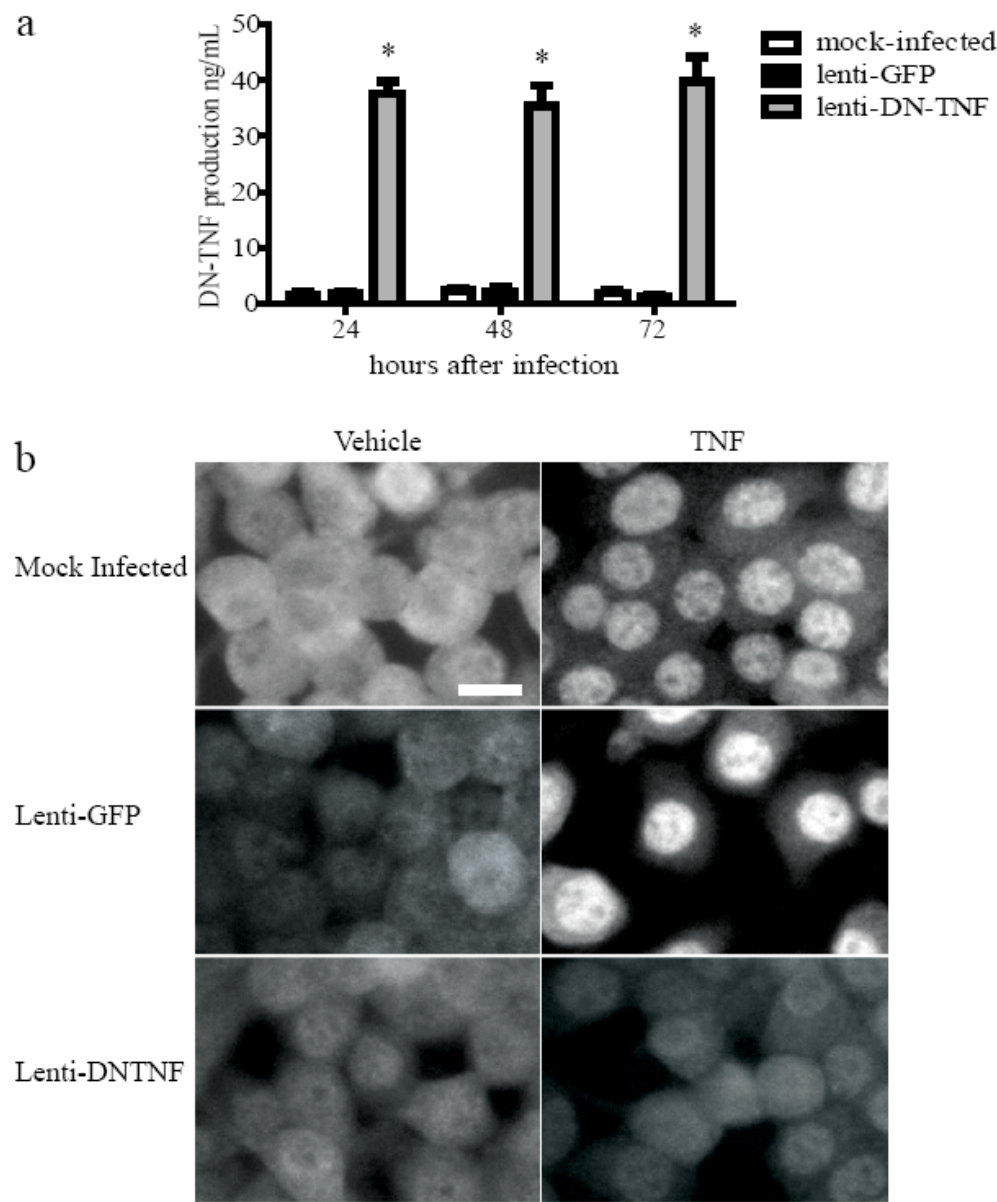 a
DN-TNF production ng/mL
50
40
30
20
10
0
*
*
*
24
48
72
hours after infection
mock-infected
lenti-GFP
lenti-DN-TNF
b
Vehicle
TNF
Mock Infected
Lenti-GFP
Lenti-DNTNF